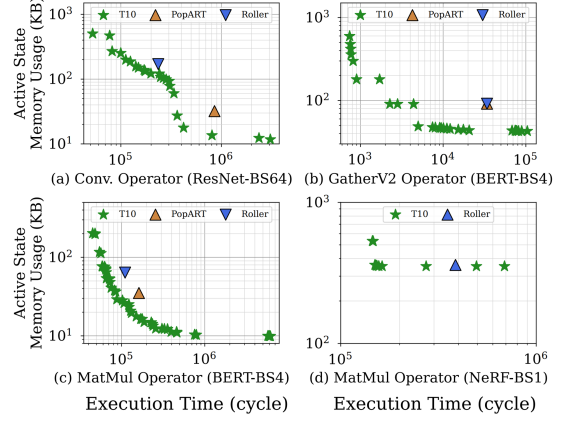 Active State
Memory Usage (KB)
10³
10²
10¹
T10 PopART Roller
10⁵ 10⁶
(a) Conv. Operator (ResNet-BS64)
10³
10²
T10 PopART Roller
10³ 10⁴ 10⁵
(b) GatherV2 Operator (BERT-BS4)
Active State
Memory Usage (KB)
10²
10¹
T10 PopART Roller
10⁵ 10⁶
(c) MatMul Operator (BERT-BS4)
Execution Time (cycle)
10³
10²
T10 Roller
10⁵ 10⁶
(d) MatMul Operator (NeRF-BS1)
Execution Time (cycle)